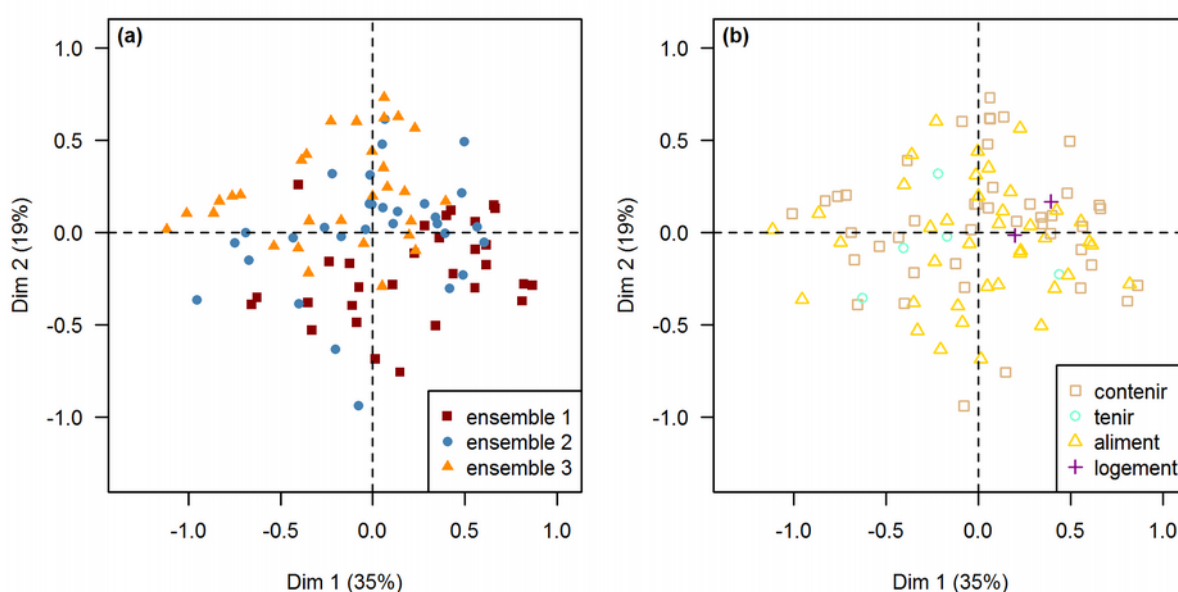 (a)
1.0
0.5
0.0
-0.5
-1.0
Dim 2 (19%)
ensemble 1
ensemble 2
ensemble 3
-1.0 -0.5 0.0 0.5 1.0
Dim 1 (35%)
(b)
1.0
0.5
0.0
-0.5
-1.0
Dim 2 (19%)
contenir
tenir
aliment
logement
-1.0 -0.5 0.0 0.5 1.0
Dim 1 (35%)